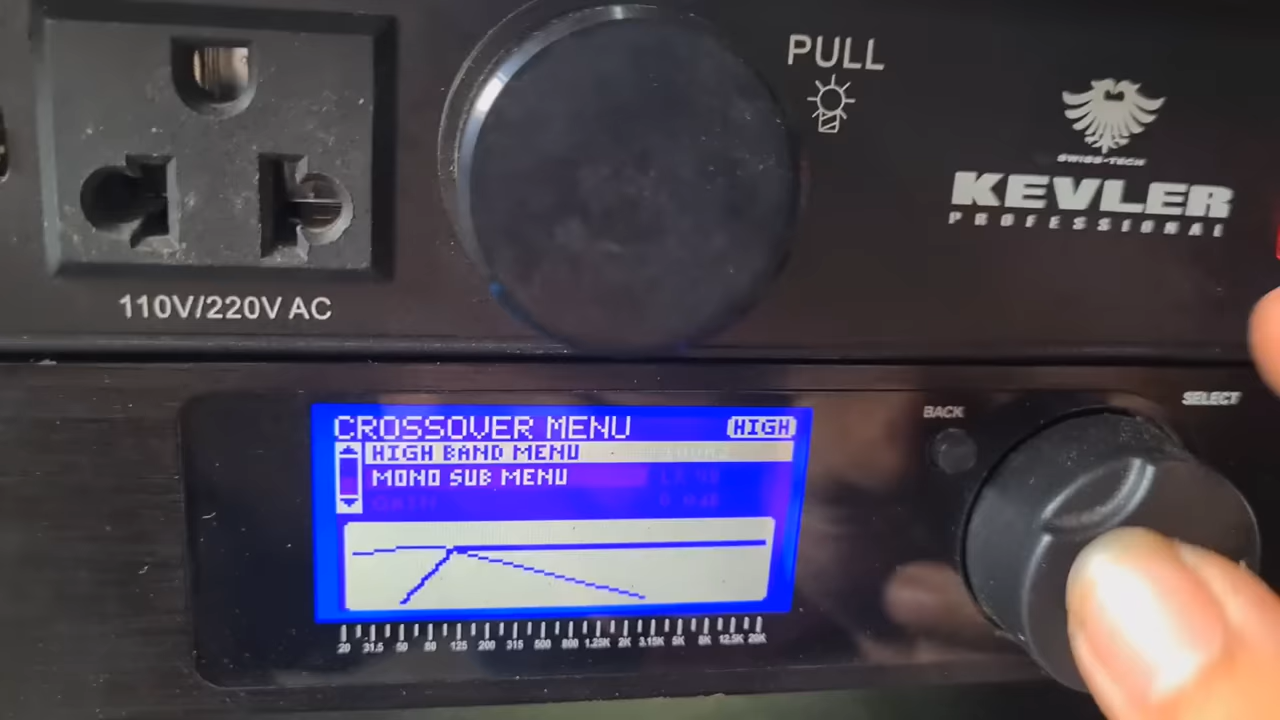 PULL
SWISS-TECH
KEVLER
PROFESSIONAL
110V/220V AC
BACK
SELECT
CROSSOVER MENU
HIGH
HIGH BAND MENU
MONO SUB MENU
GAIN
20 31.5 50 80 125 200 315 500 800 1.25K 2K 3.15K 5K 8K 12.5K 20K